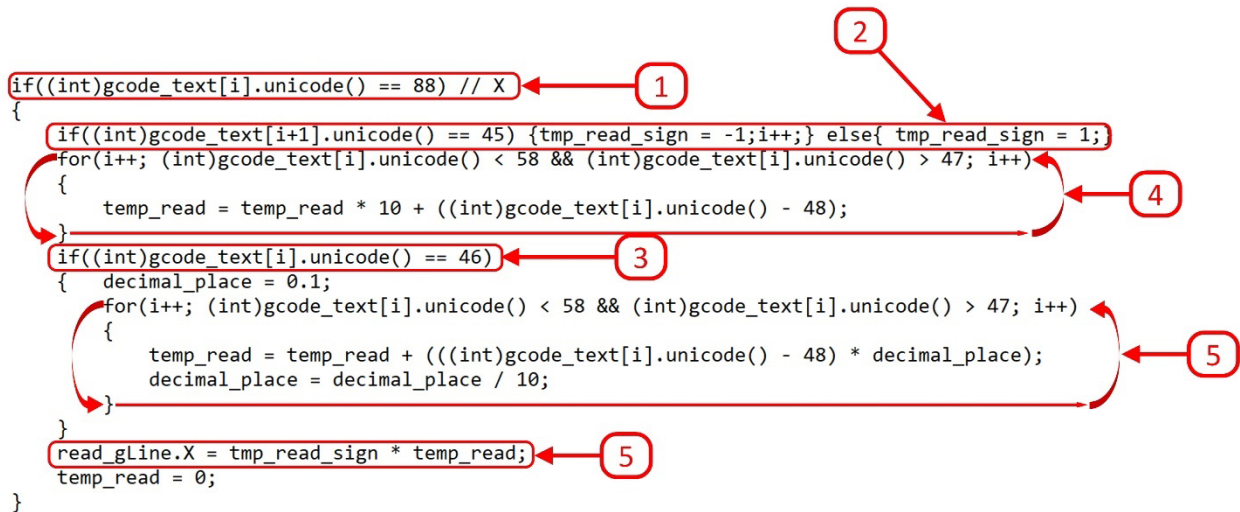 2
if((int)gcode_text[i].unicode() == 88) // X
1
{
if((int)gcode_text[i+1].unicode() == 45) {tmp_read_sign = -1;i++;} else{ tmp_read_sign = 1;}
for(i++; (int)gcode_text[i].unicode() < 58 && (int)gcode_text[i].unicode() > 47; i++)
{
4
temp_read = temp_read * 10 + ((int)gcode_text[i].unicode() - 48);
}
if((int)gcode_text[i].unicode() == 46)
3
{ decimal_place = 0.1;
for(i++; (int)gcode_text[i].unicode() < 58 && (int)gcode_text[i].unicode() > 47; i++)
{
temp_read = temp_read + (((int)gcode_text[i].unicode() - 48) * decimal_place);
5
decimal_place = decimal_place / 10;
}
}
read_gLine.X = tmp_read_sign * temp_read;
5
temp_read = 0;
}